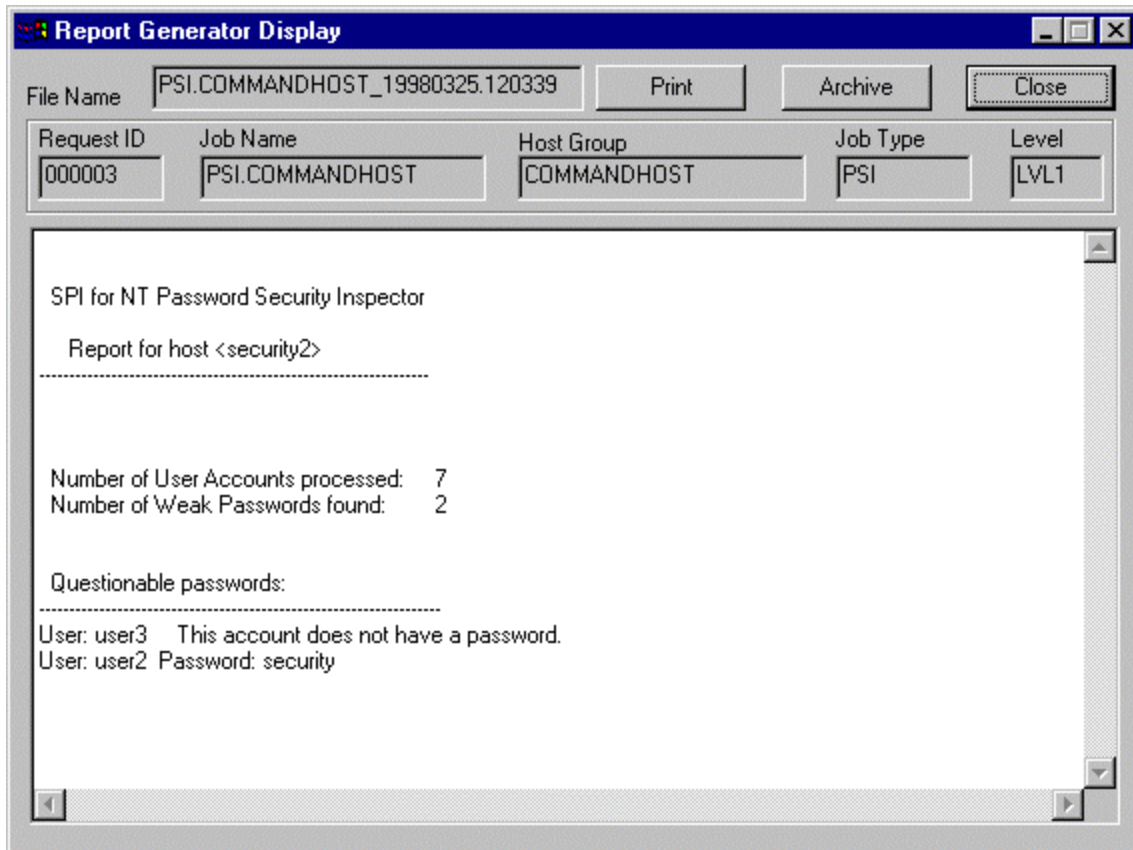 Report Generator Display
File Name PSI.COMMANDHOST_19980325.120339 Print Archive Close
Request ID Job Name Host Group Job Type Level
000003 PSI.COMMANDHOST COMMANDHOST PSI LVL1
SPI for NT Password Security Inspector
Report for host <security2>
-----------------------------------------------------------------
Number of User Accounts processed: 7
Number of Weak Passwords found: 2
Questionable passwords:
-------------------------------------------------------------------
User: user3 This account does not have a password.
User: user2 Password: security